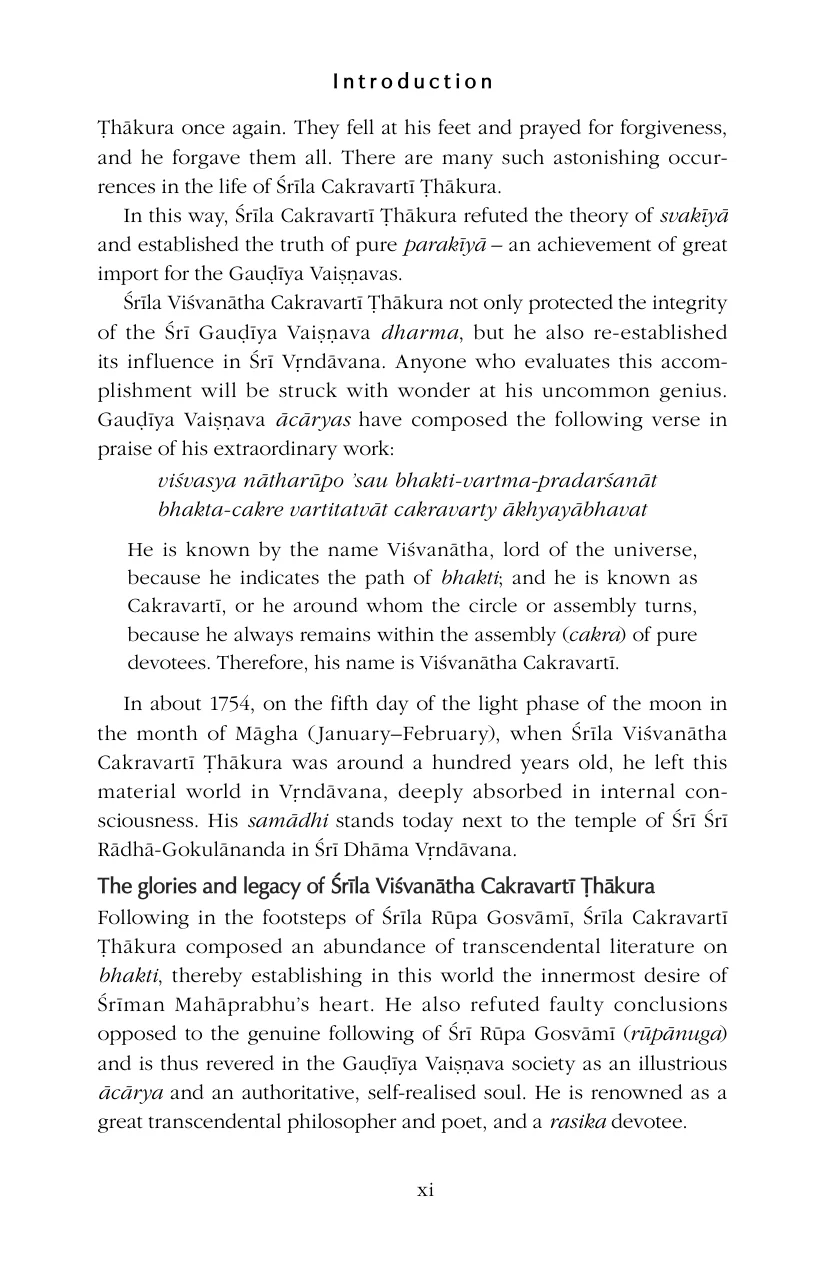 Introduction
Ṭhākura once again. They fell at his feet and prayed for forgiveness,
and he forgave them all. There are many such astonishing occur-
rences in the life of Śrīla Cakravartī Ṭhākura.
In this way, Śrīla Cakravartī Ṭhākura refuted the theory of svakīyā
and established the truth of pure parakīyā – an achievement of great
import for the Gauḍīya Vaiṣṇavas.
Śrīla Viśvanātha Cakravartī Ṭhākura not only protected the integrity
of the Śrī Gauḍīya Vaiṣṇava dharma, but he also re-established
its influence in Śrī Vṛndāvana. Anyone who evaluates this accom-
plishment will be struck with wonder at his uncommon genius.
Gauḍīya Vaiṣṇava ācāryas have composed the following verse in
praise of his extraordinary work:
viśvasya nātharūpo ’sau bhakti-vartma-pradarśanāt
bhakta-cakre vartitatvāt cakravarty ākhyayābhavat
He is known by the name Viśvanātha, lord of the universe,
because he indicates the path of bhakti; and he is known as
Cakravartī, or he around whom the circle or assembly turns,
because he always remains within the assembly (cakra) of pure
devotees. Therefore, his name is Viśvanātha Cakravartī.
In about 1754, on the fifth day of the light phase of the moon in
the month of Māgha (January–February), when Śrīla Viśvanātha
Cakravartī Ṭhākura was around a hundred years old, he left this
material world in Vṛndāvana, deeply absorbed in internal con-
sciousness. His samādhi stands today next to the temple of Śrī Śrī
Rādhā-Gokulānanda in Śrī Dhāma Vṛndāvana.
The glories and legacy of Śrīla Viśvanātha Cakravartī Ṭhākura
Following in the footsteps of Śrīla Rūpa Gosvāmī, Śrīla Cakravartī
Ṭhākura composed an abundance of transcendental literature on
bhakti, thereby establishing in this world the innermost desire of
Śrīman Mahāprabhu’s heart. He also refuted faulty conclusions
opposed to the genuine following of Śrī Rūpa Gosvāmī (rūpānuga)
and is thus revered in the Gauḍīya Vaiṣṇava society as an illustrious
ācārya and an authoritative, self-realised soul. He is renowned as a
great transcendental philosopher and poet, and a rasika devotee.
xi